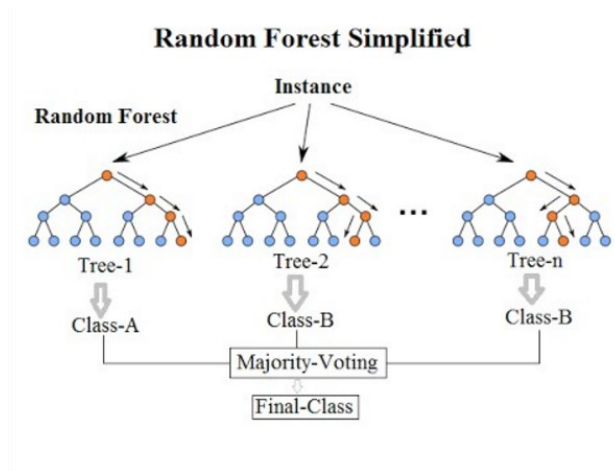 Random Forest Simplified
Instance
Random Forest
...
Tree-1
Tree-2
Tree-n
Class-A
Class-B
Class-B
Majority-Voting
Final-Class